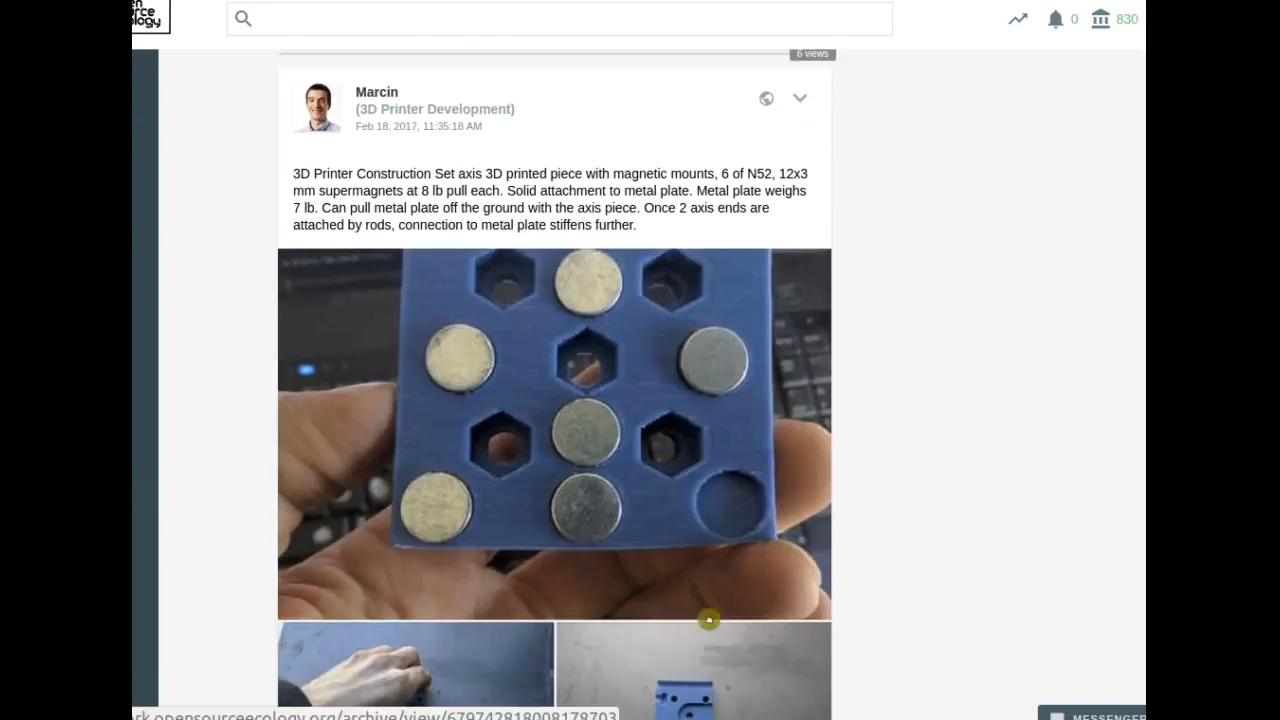 en
urce
ology
0
830
6 views
Marcin
(3D Printer Development)
Feb 18, 2017, 11:35:18 AM
3D Printer Construction Set axis 3D printed piece with magnetic mounts, 6 of N52, 12x3
mm supermagnets at 8 lb pull each. Solid attachment to metal plate. Metal plate weighs
7 lb. Can pull metal plate off the ground with the axis piece. Once 2 axis ends are
attached by rods, connection to metal plate stiffens further.
rk.opensourceecology.org/archive/view/679742818008178703
MESSENGER